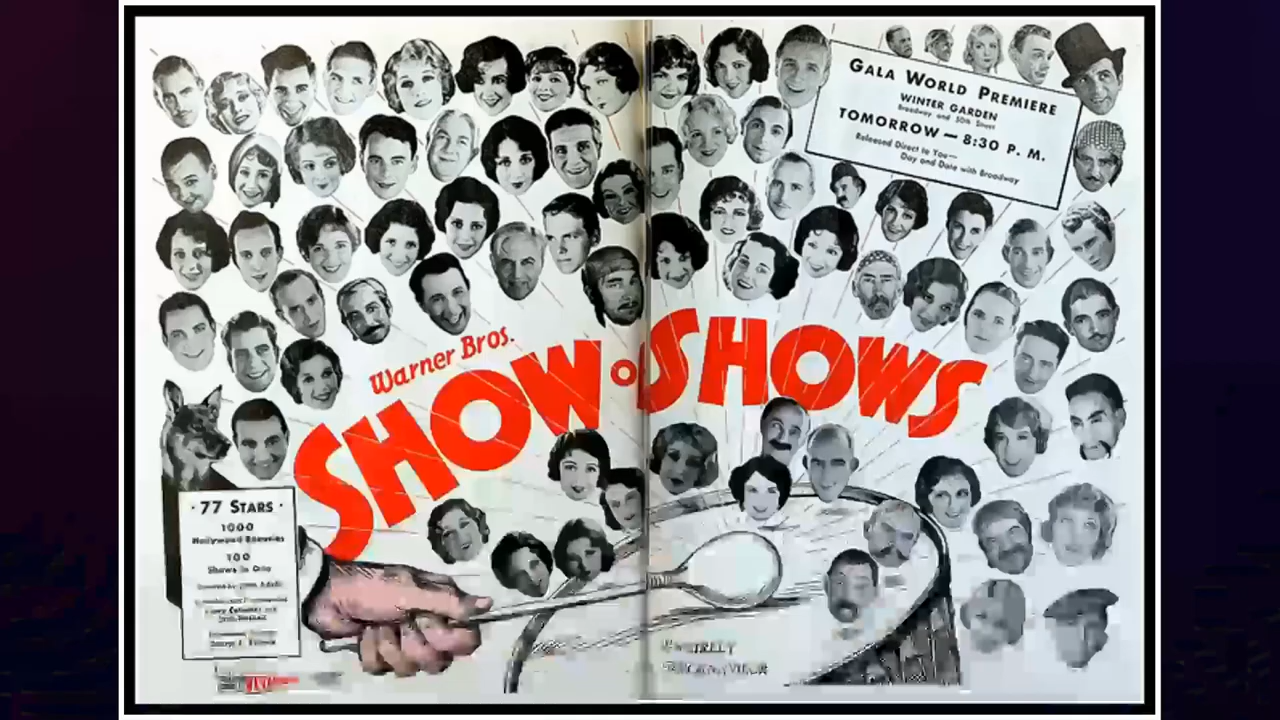 GALA WORLD PREMIERE
WINTER GARDEN
Broadway and 50th Street
TOMORROW — 8:30 P. M.
Released Direct to You—
Day and Date with Broadway
Warner Bros.
SHOW OF SHOWS
· 77 STARS ·
1000
Hollywood Beauties
100
Shows in One